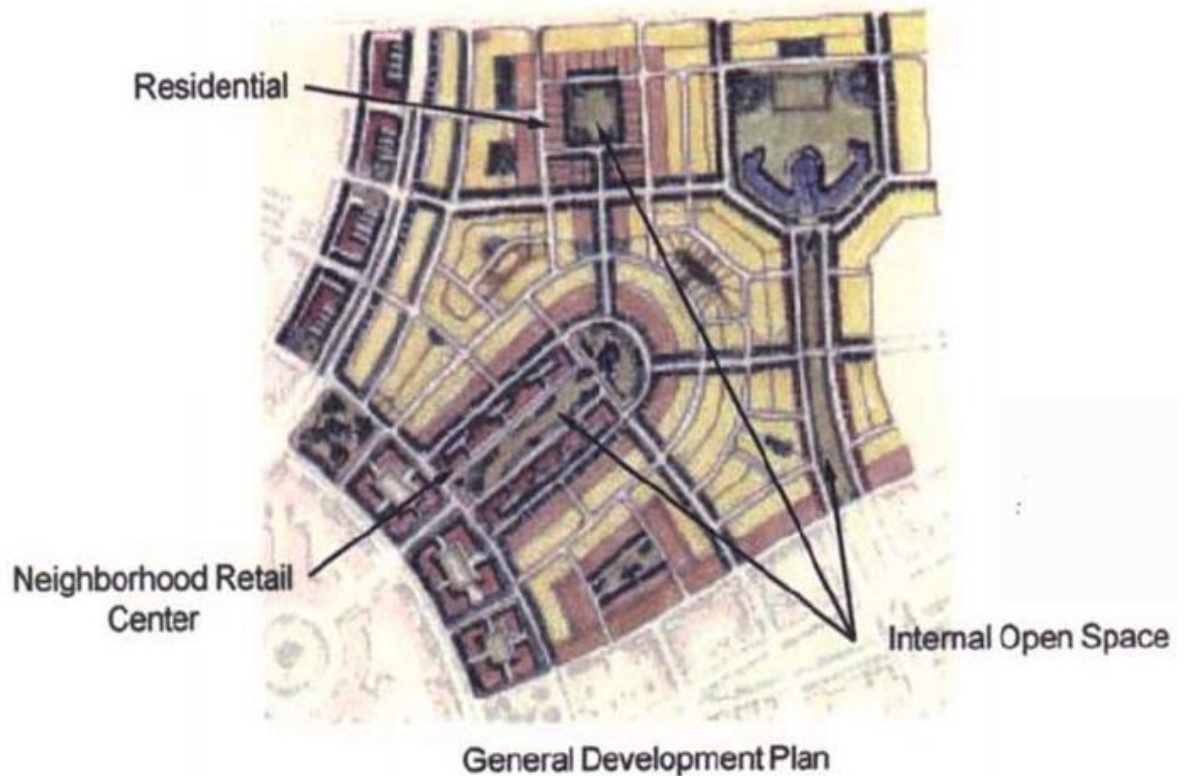 Residential
Neighborhood Retail
Center
Internal Open Space
General Development Plan